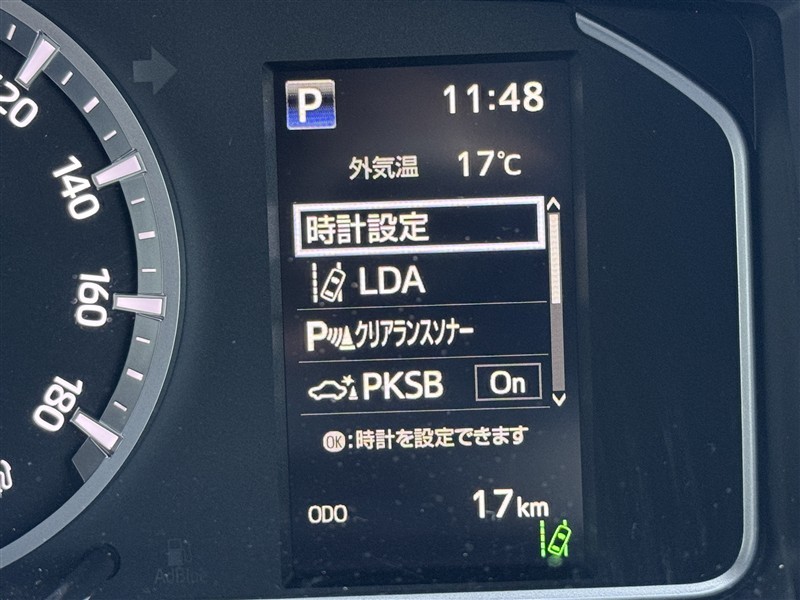 P 11:48
外気温 17℃
時計設定
LDA
Pクリアランスソナー
PKSB On
OK:時計を設定できます
ODO 17km
120
140
160
180
AdBlue